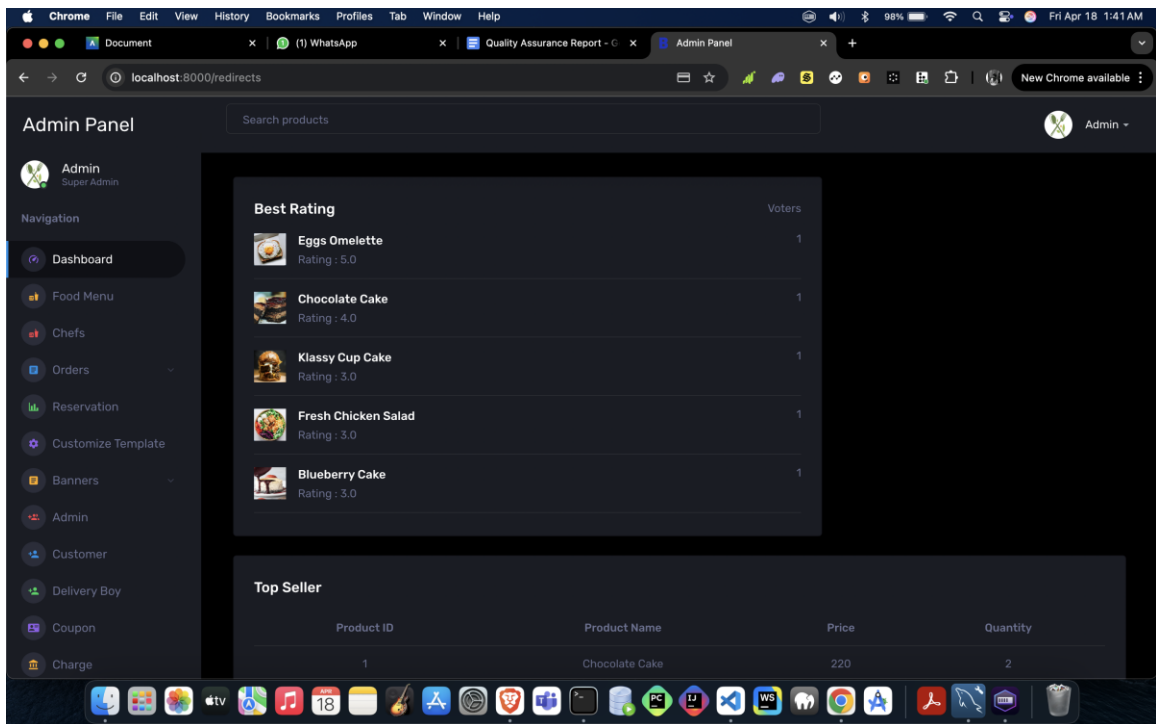 Chrome File Edit View History Bookmarks Profiles Tab Window Help 98% Fri Apr 18 1:41 AM
Document (1) WhatsApp Quality Assurance Report - G Admin Panel
localhost:8000/redirects New Chrome available
Admin Panel Search products Admin
Admin
Super Admin
Navigation
Dashboard
Food Menu
Chefs
Orders
Reservation
Customize Template
Banners
Admin
Customer
Delivery Boy
Coupon
Charge
Best Rating Voters
Eggs Omelette 1
Rating : 5.0
Chocolate Cake 1
Rating : 4.0
Klassy Cup Cake 1
Rating : 3.0
Fresh Chicken Salad 1
Rating : 3.0
Blueberry Cake 1
Rating : 3.0
Top Seller
Product ID Product Name Price Quantity
1 Chocolate Cake 220 2
tv APR 18 PC IJ WS